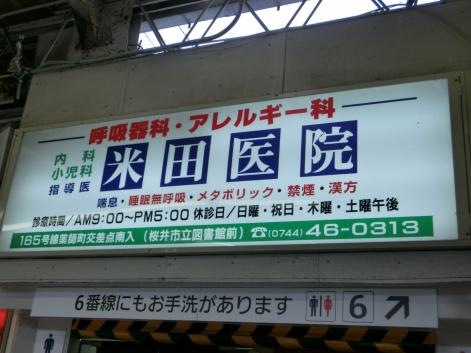 呼吸器科・アレルギー科
内科
小児科
指導医
米田医院
喘息・睡眠無呼吸・メタボリック・禁煙・漢方
診療時間/AM9:00〜PM5:00 休診日/日曜・祝日・木曜・土曜午後
165号線薬師町交差点南入(桜井市立図書館前)☎(0744)46-0313
6番線にもお手洗があります 6